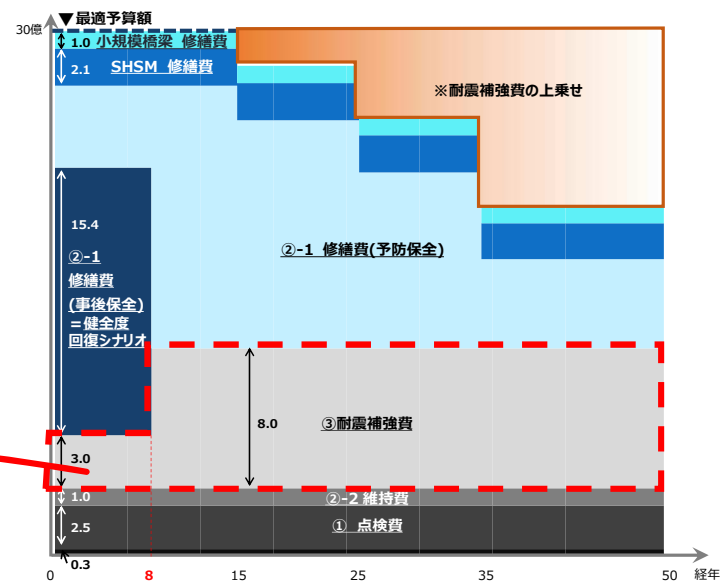 ▼最適予算額
30億
1.0 小規模橋梁 修繕費
2.1 SHSM 修繕費
※耐震補強費の上乗せ
15.4
②-1
修繕費
(事後保全)
＝健全度
回復シナリオ
②-1 修繕費(予防保全)
8.0 ③耐震補強費
3.0
1.0 ②-2 維持費
2.5 ① 点検費
0.3
0 8 15 25 35 50 経年